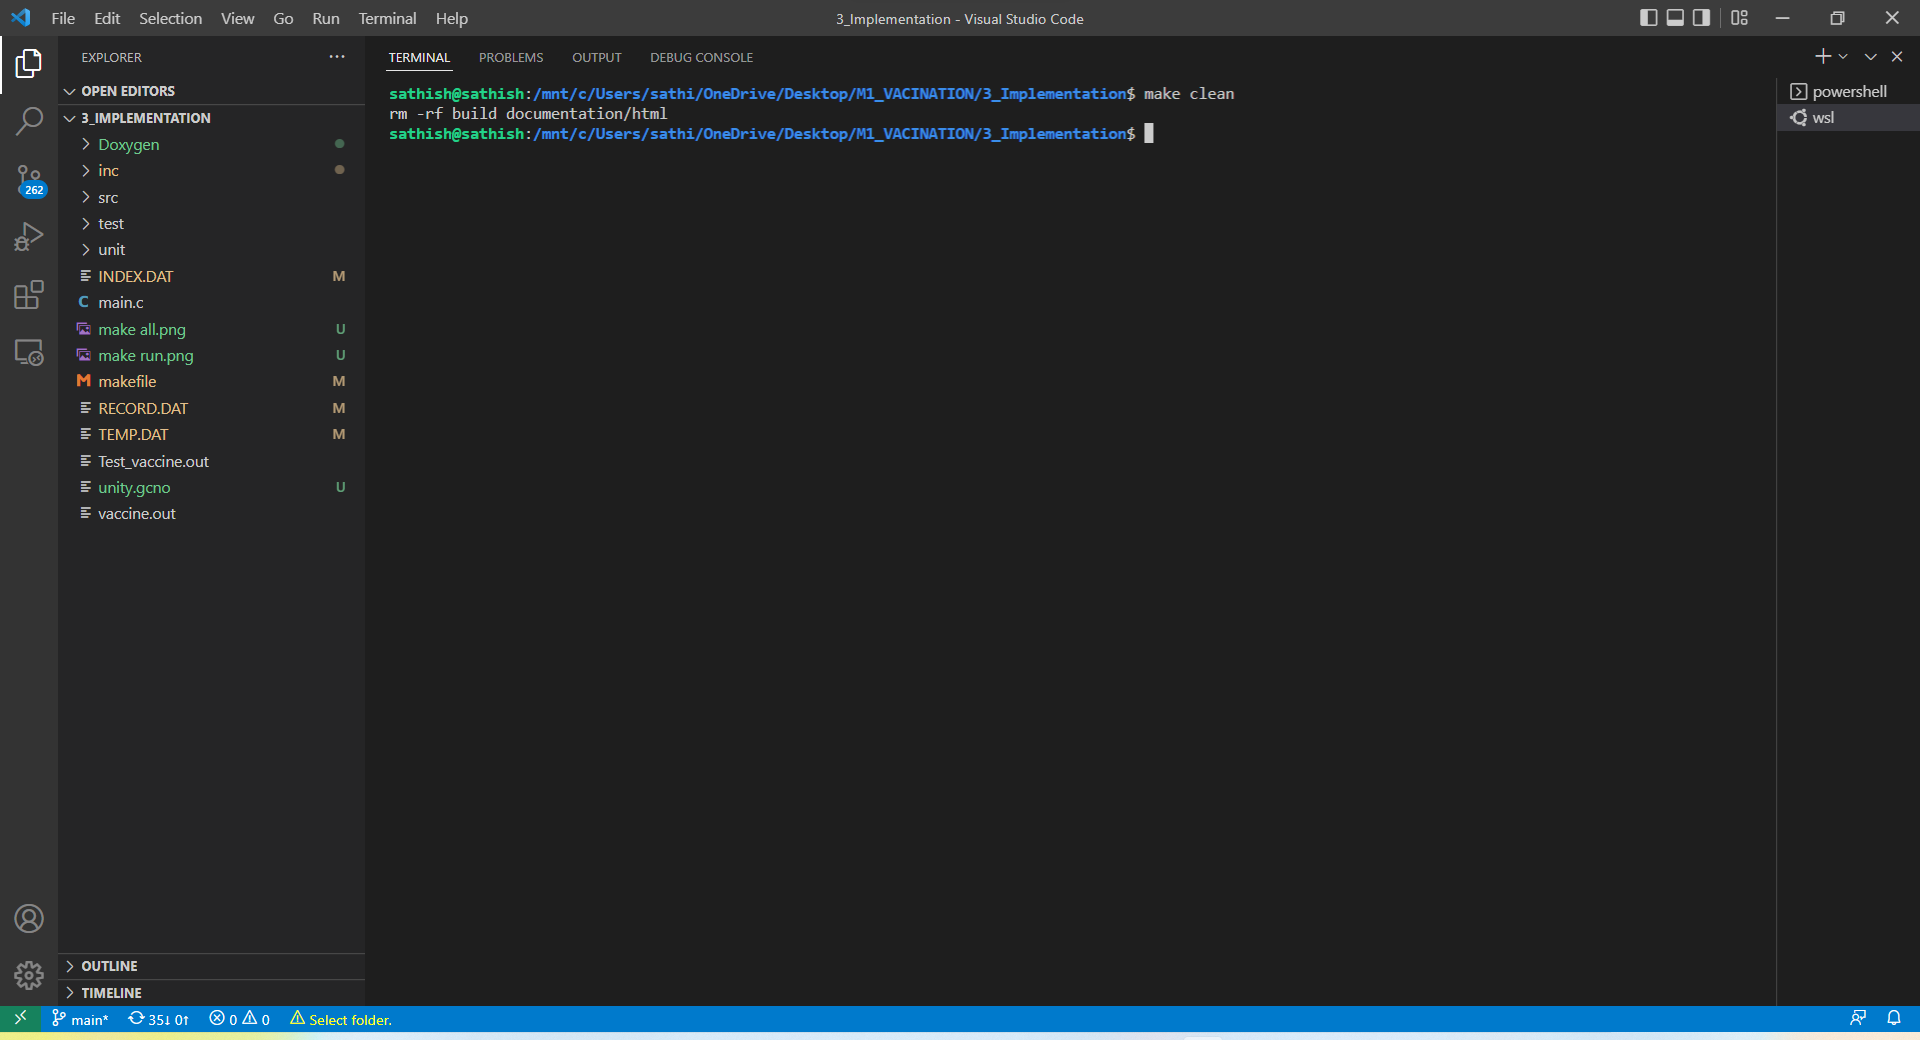 File Edit Selection View Go Run Terminal Help
3_Implementation - Visual Studio Code
EXPLORER
OPEN EDITORS
3_IMPLEMENTATION
Doxygen
inc
src
test
unit
INDEX.DAT M
main.c
make all.png U
make run.png U
makefile M
RECORD.DAT M
TEMP.DAT M
Test_vaccine.out
unity.gcno U
vaccine.out
OUTLINE
TIMELINE
262
TERMINAL PROBLEMS OUTPUT DEBUG CONSOLE
sathish@sathish:/mnt/c/Users/sathi/OneDrive/Desktop/M1_VACINATION/3_Implementation$ make clean
rm -rf build documentation/html
sathish@sathish:/mnt/c/Users/sathi/OneDrive/Desktop/M1_VACINATION/3_Implementation$
powershell
wsl
main* 35↓ 0↑ 0 0 Select folder.